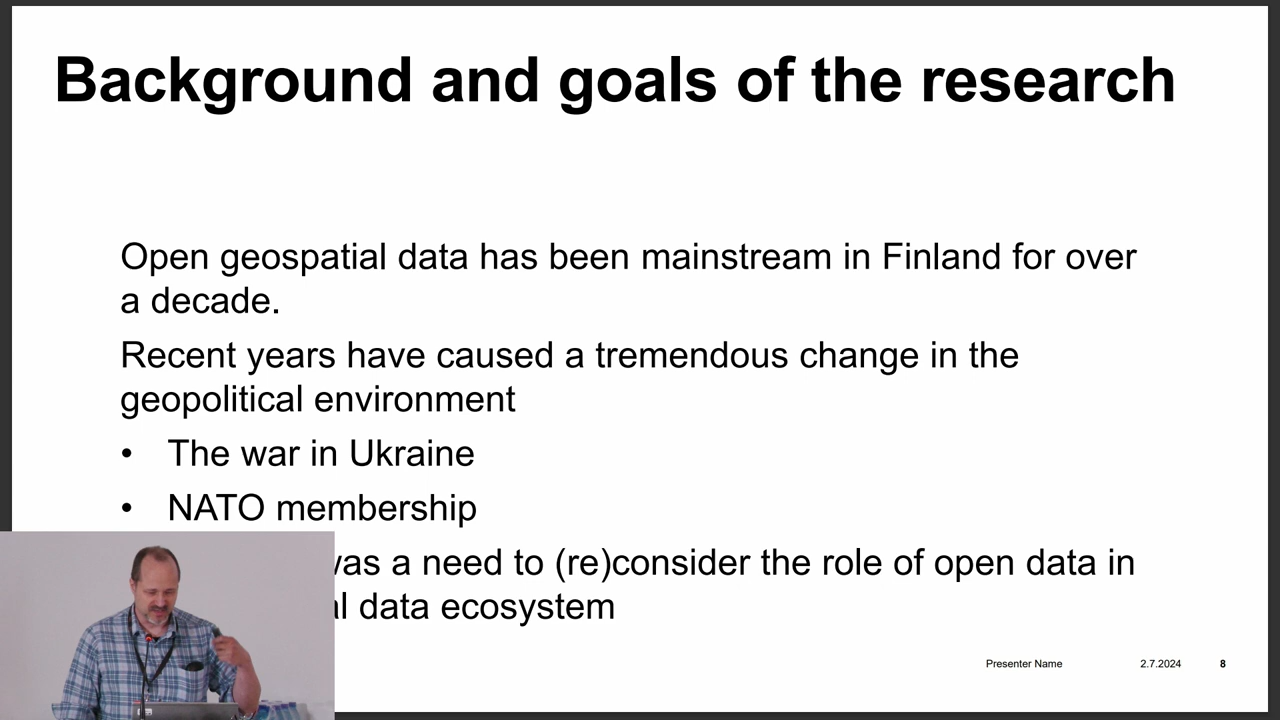 Background and goals of the research
Open geospatial data has been mainstream in Finland for over
a decade.
Recent years have caused a tremendous change in the
geopolitical environment
• The war in Ukraine
• NATO membership
was a need to (re)consider the role of open data in
data ecosystem
Presenter Name 2.7.2024 8